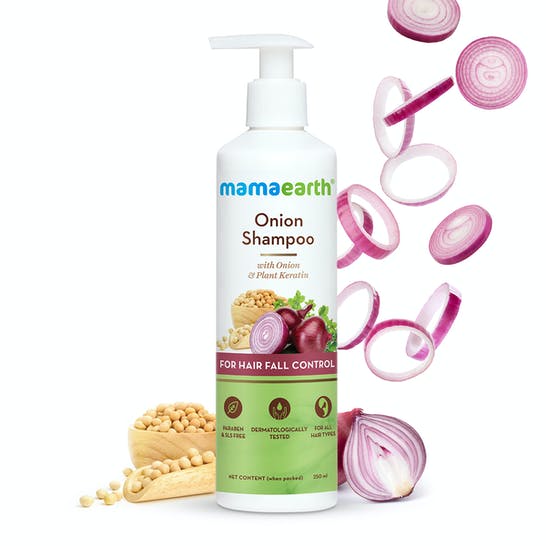 mamaearth®
Onion
Shampoo
with Onion
& Plant Keratin
FOR HAIR FALL CONTROL
PARABEN
& SLS FREE
DERMATOLOGICALLY
TESTED
FOR ALL
HAIR TYPES
NET CONTENT (when packed) 250 ml